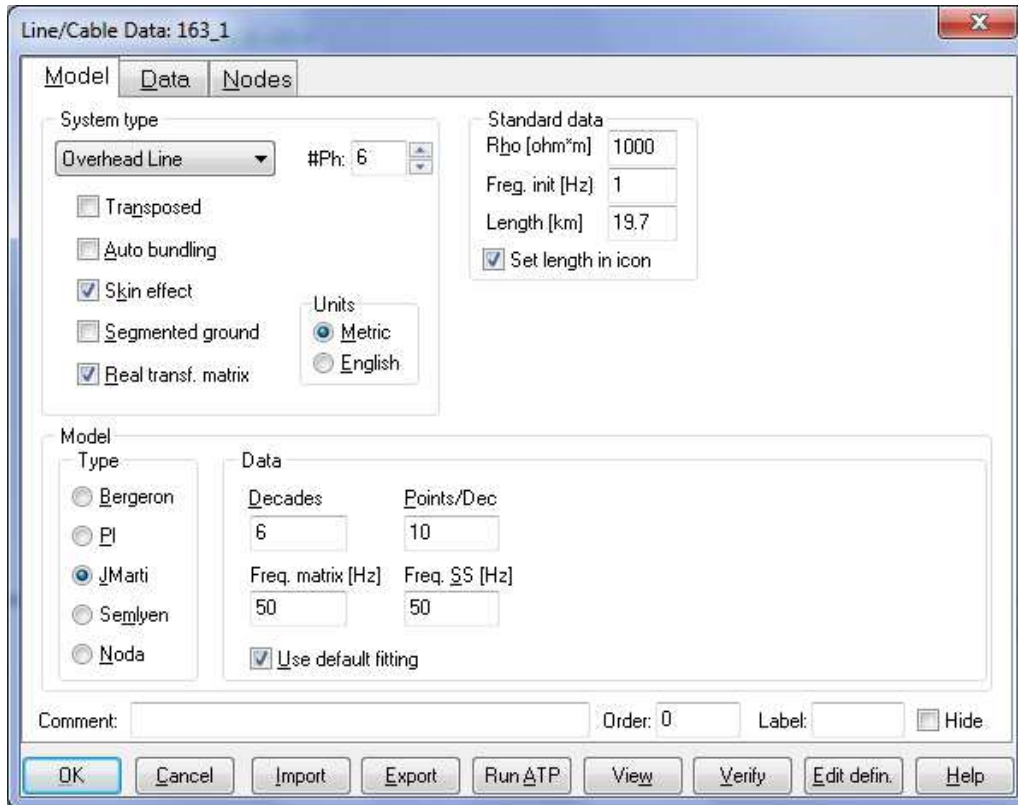 Line/Cable Data: 163_1
Model Data Nodes
System type
Overhead Line #Ph: 6
Transposed
Auto bundling
Skin effect
Segmented ground
Real transf. matrix
Units
Metric
English
Standard data
Rho [ohm*m] 1000
Freq. init [Hz] 1
Length [km] 19.7
Set length in icon
Model
Type
Bergeron
PI
JMarti
Semlyen
Noda
Data
Decades Points/Dec
6 10
Freq. matrix [Hz] Freq. SS [Hz]
50 50
Use default fitting
Comment: Order: 0 Label: Hide
OK Cancel Import Export Run ATP View Verify Edit defin. Help